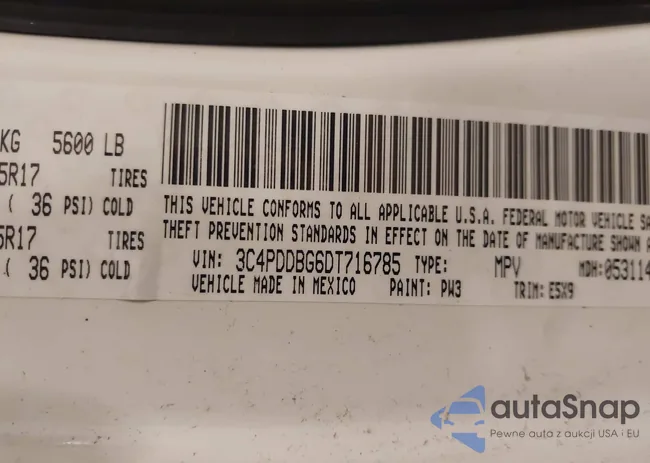 KG 5600 LB
5R17 TIRES
( 36 PSI) COLD
5R17 TIRES
( 36 PSI) COLD
THIS VEHICLE CONFORMS TO ALL APPLICABLE U.S.A. FEDERAL MOTOR VEHICLE SA
THEFT PREVENTION STANDARDS IN EFFECT ON THE DATE OF MANUFACTURE SHOWN A
VIN: 3C4PDDBG6DT716785 TYPE: MPV MDH: 053114
VEHICLE MADE IN MEXICO PAINT: PW3 TRIM: E5X9
autaSnap
Pewne auta z aukcji USA i EU